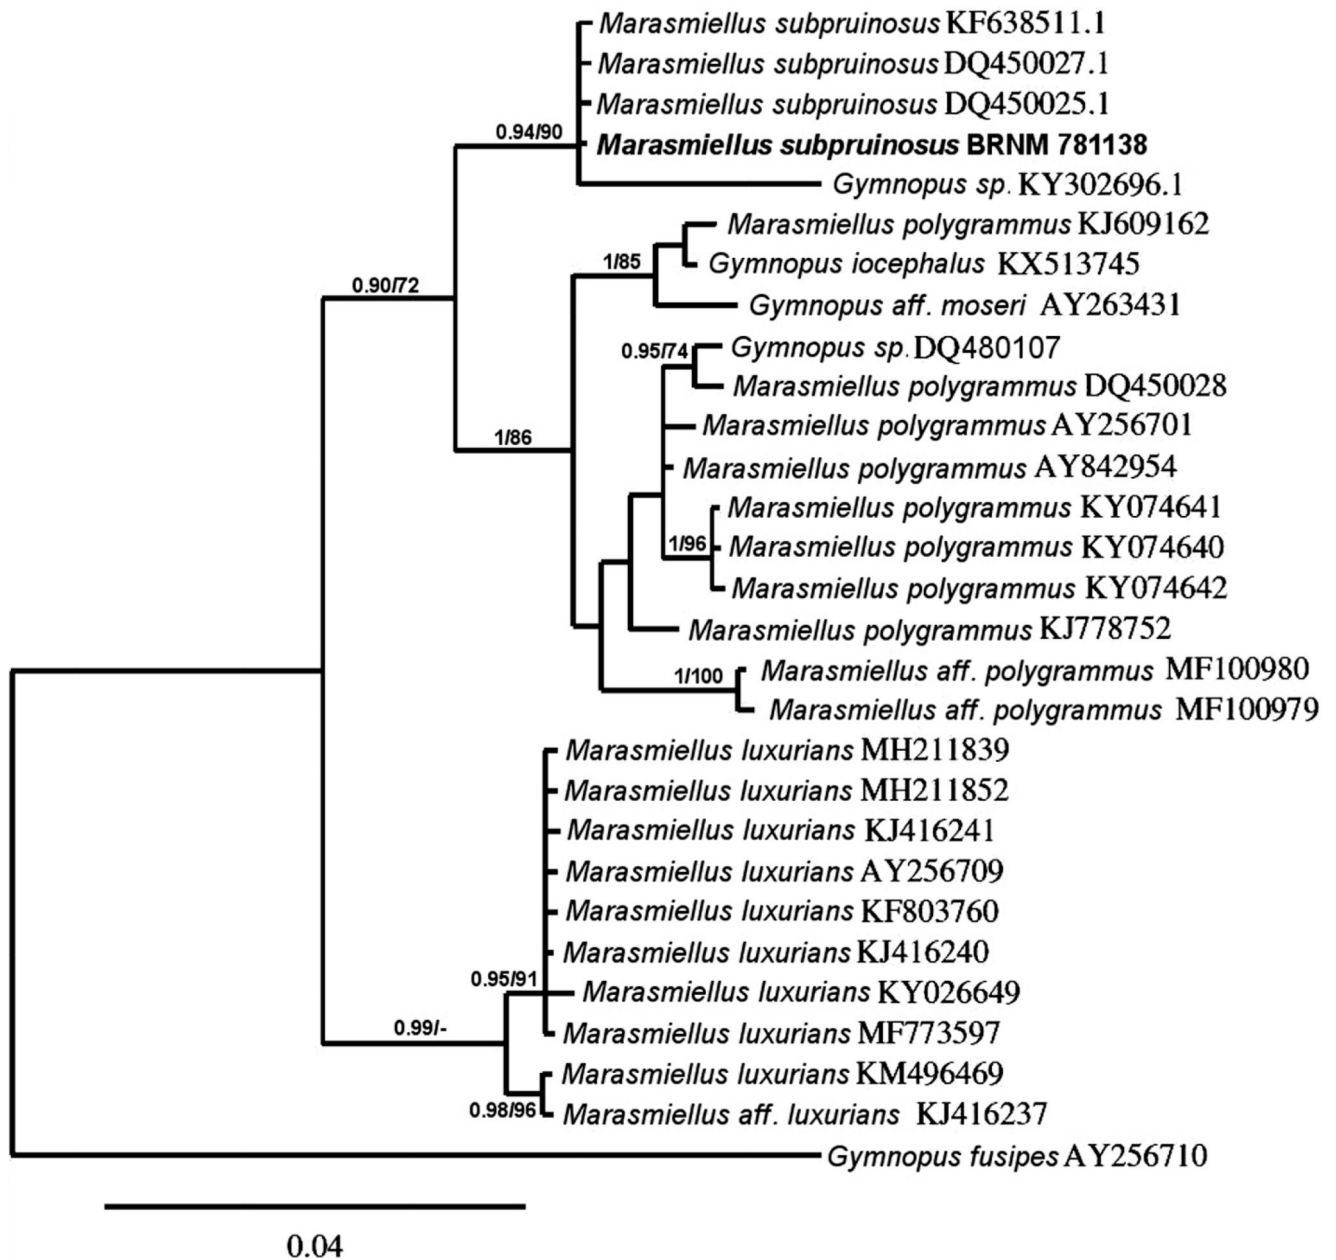 Marasmiellus subpruinosus KF638511.1
Marasmiellus subpruinosus DQ450027.1
Marasmiellus subpruinosus DQ450025.1
0.94/90
Marasmiellus subpruinosus BRNM 781138
Gymnopus sp. KY302696.1
Marasmiellus polygrammus KJ609162
1/85
Gymnopus iocephalus KX513745
0.90/72
Gymnopus aff. moseri AY263431
0.95/74
Gymnopus sp. DQ480107
Marasmiellus polygrammus DQ450028
Marasmiellus polygrammus AY256701
1/86
Marasmiellus polygrammus AY842954
Marasmiellus polygrammus KY074641
1/96
Marasmiellus polygrammus KY074640
Marasmiellus polygrammus KY074642
Marasmiellus polygrammus KJ778752
1/100
Marasmiellus aff. polygrammus MF100980
Marasmiellus aff. polygrammus MF100979
Marasmiellus luxurians MH211839
Marasmiellus luxurians MH211852
Marasmiellus luxurians KJ416241
Marasmiellus luxurians AY256709
Marasmiellus luxurians KF803760
Marasmiellus luxurians KJ416240
0.95/91
Marasmiellus luxurians KY026649
0.99/-
Marasmiellus luxurians MF773597
Marasmiellus luxurians KM496469
0.98/96
Marasmiellus aff. luxurians KJ416237
Gymnopus fusipes AY256710
0.04